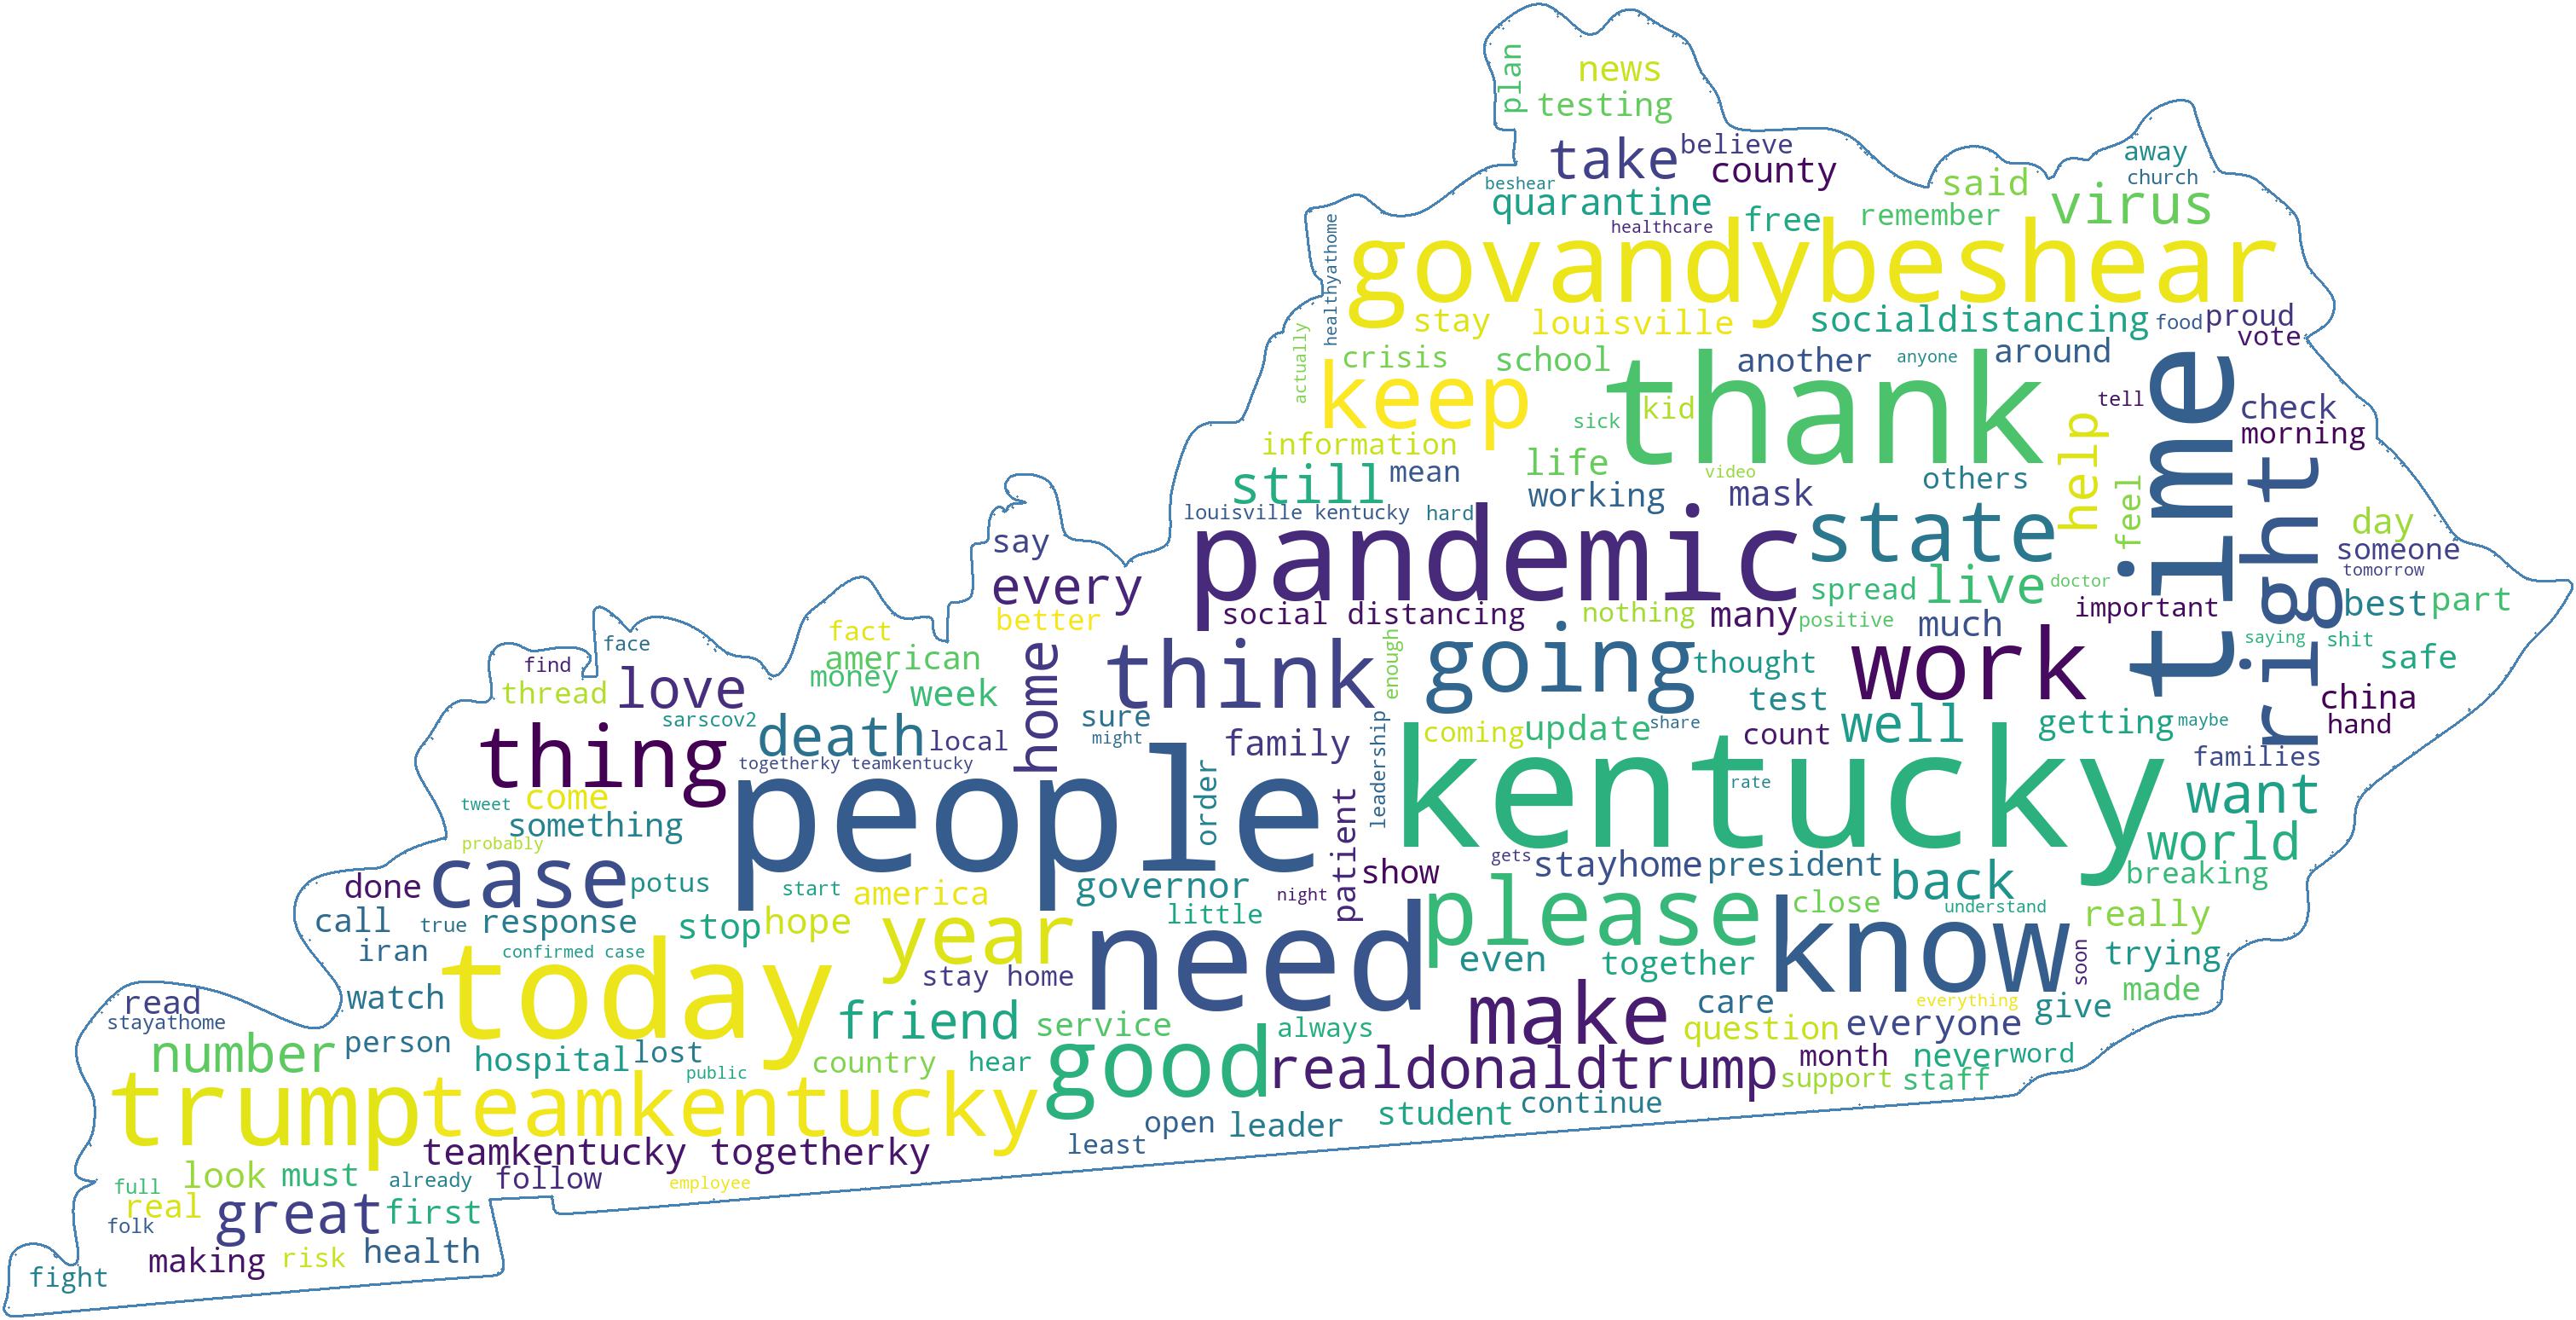 plan
news
testing
take
believe
county
away
church
beshear
quarantine
said
virus
healthcare
free
remember
healthyathome
govandybeshear
stay
louisville
socialdistancing
food
proud
vote
actually
crisis
school
another
anyone
around
keep
thank
time
kid
sick
tell
check
morning
information
help
right
still
mean
life
video
others
working
mask
feel
louisville kentucky
hard
say
pandemic
state
day
someone
tomorrow
every
better
social distancing
nothing
many
spread
live
doctor
positive
much
important
best
part
saying
shit
safe
face
find
fact
american
money
week
thread
love
home
think
enough
going
thought
work
test
china
hand
sarscov2
thing
death
local
sure
might
family
leadership
coming
update
share
count
well
getting
maybe
families
togetherky teamkentucky
people
order
patient
kentucky
rate
want
world
tweet
come
something
probably
case
done
potus
start
america
governor
little
night
show
gets
stayhome
president
back
breaking
call
true
response
stop
hope
year
need
please
close
understand
really
know
iran
confirmed case
today
stay home
even
together
soon
trying
made
read
stayathome
watch
friend
service
always
make
care
question
everything
everyone
give
number
person
hospital
lost
public
country
hear
good
realdonaldtrump
month
never
word
support
staff
trump
teamkentucky
open
leader
student
continue
least
teamkentucky togetherky
full
look
must
already
follow
employee
real
folk
great
first
making
risk
health
fight